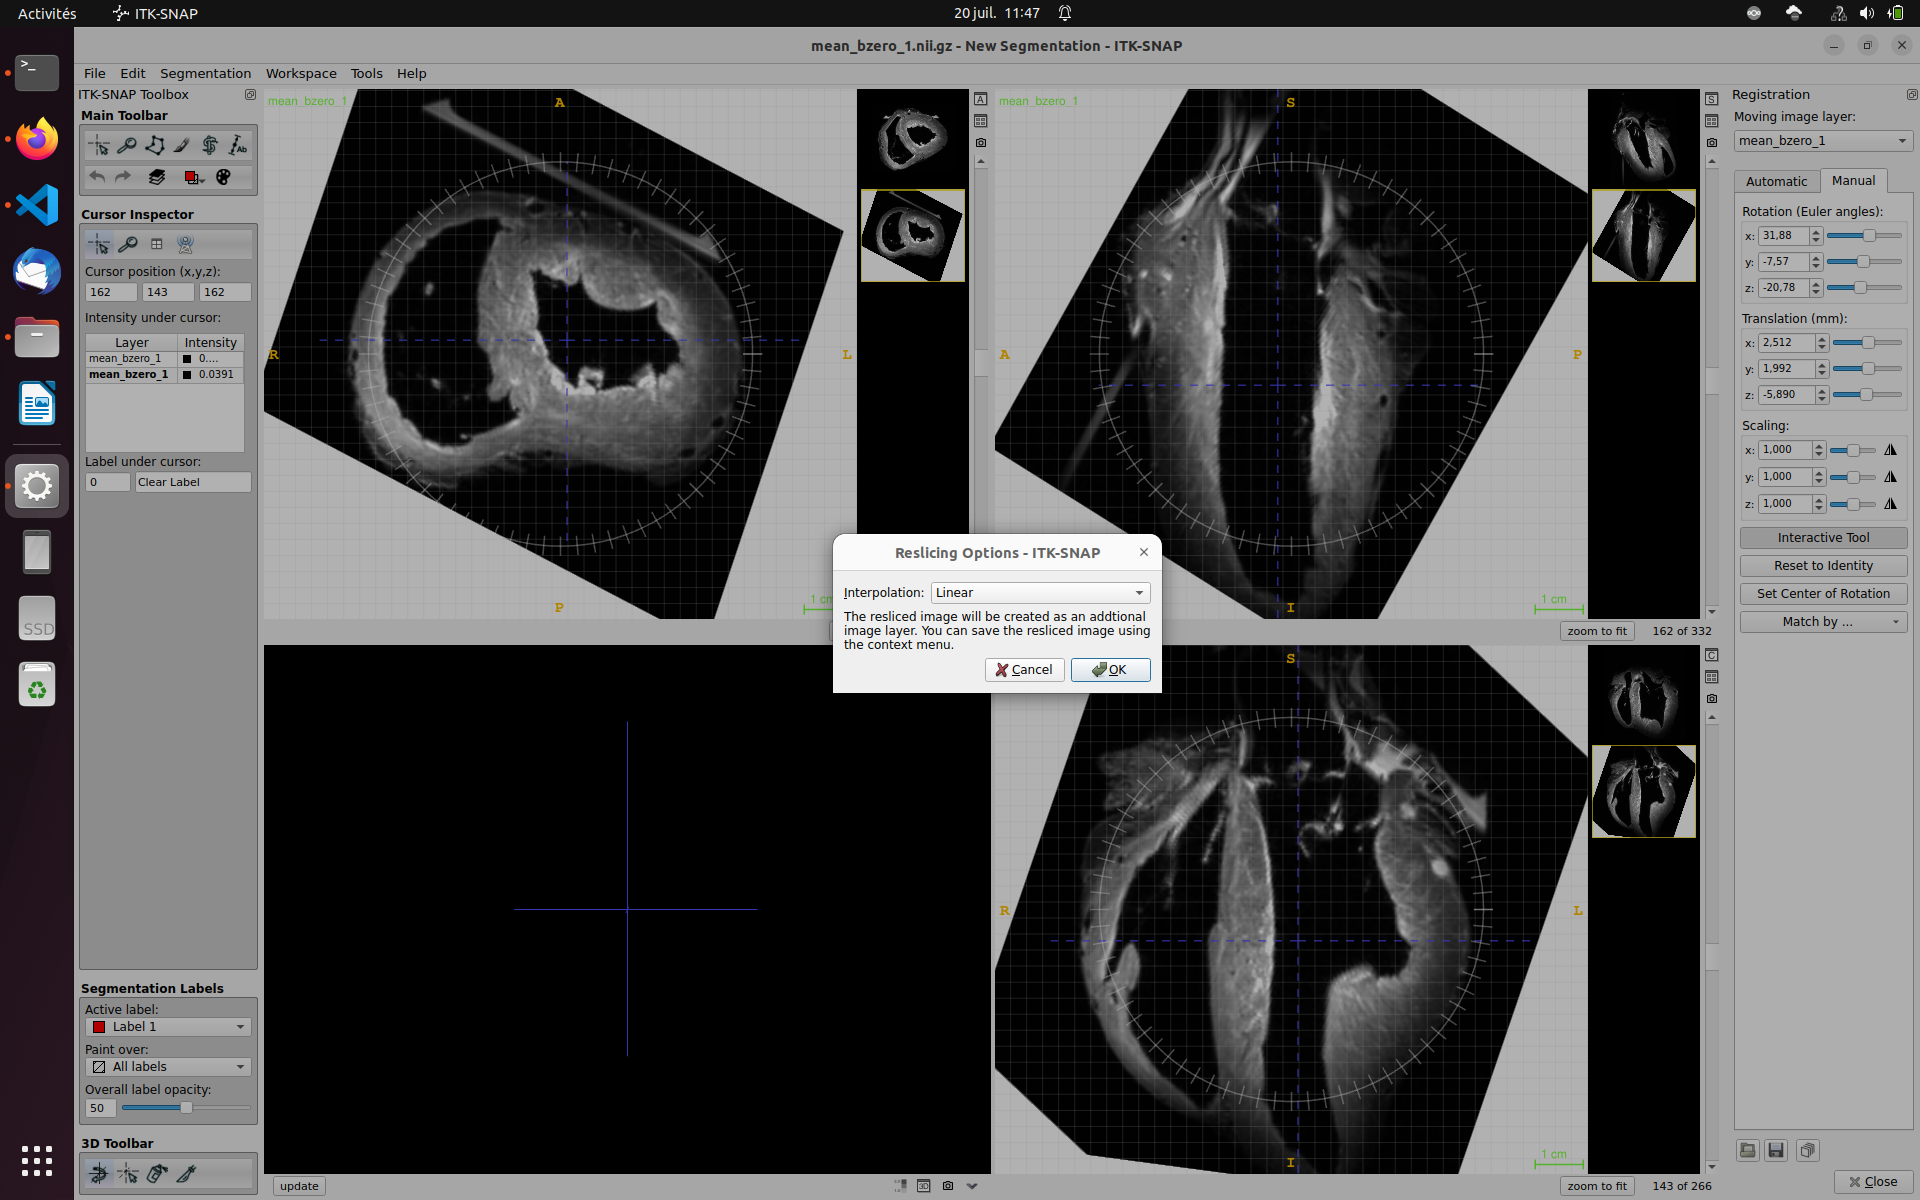 Activités
ITK-SNAP
20 juil. 11:47
mean_bzero_1.nii.gz - New Segmentation - ITK-SNAP
File Edit Segmentation Workspace Tools Help
ITK-SNAP Toolbox
Main Toolbar
Cursor Inspector
Cursor position (x,y,z):
162 143 162
Intensity under cursor:
Layer Intensity
mean_bzero_1 0....
mean_bzero_1 0.0391
Label under cursor:
0 Clear Label
Segmentation Labels
Active label:
Label 1
Paint over:
All labels
Overall label opacity:
50
3D Toolbar
SSD
mean_bzero_1
A
R
L
P
1 cm
A
mean_bzero_1
S
A
P
I
1 cm
S
zoom to fit 162 of 332
Reslicing Options - ITK-SNAP
Interpolation: Linear
The resliced image will be created as an addtional
image layer. You can save the resliced image using
the context menu.
Cancel OK
update
3D
S
R
L
I
1 cm
C
zoom to fit 143 of 266
Registration
Moving image layer:
mean_bzero_1
Automatic Manual
Rotation (Euler angles):
x: 31,88
y: -7,57
z: -20,78
Translation (mm):
x: 2,512
y: 1,992
z: -5,890
Scaling:
x: 1,000
y: 1,000
z: 1,000
Interactive Tool
Reset to Identity
Set Center of Rotation
Match by ...
Close